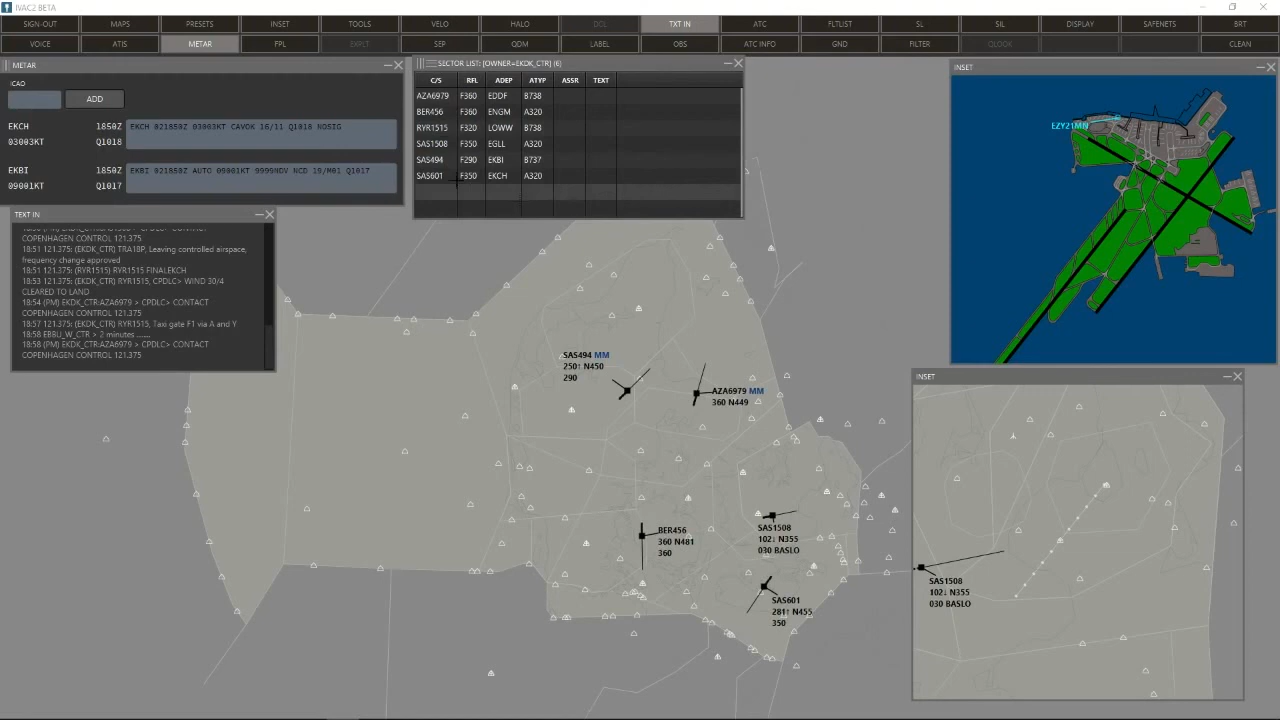 IVAC2 BETA
SIGN-OUT MAPS PRESETS INSET TOOLS VELO HALO DCL TXT IN ATC FLTLIST SL SIL DISPLAY SAFENETS BRT
VOICE ATIS METAR FPL EXPLT SEP QDM LABEL OBS ATC INFO GND FILTER QLOOK CLEAN
METAR
ICAO
ADD
EKCH 1850Z EKCH 021850Z 03003KT CAVOK 16/11 Q1018 NOSIG
03003KT Q1018
EKBI 1850Z EKBI 021850Z AUTO 09001KT 9999NDV NCD 19/M01 Q1017
09001KT Q1017
SECTOR LIST: [OWNER=EKDK_CTR] (6)
C/S RFL ADEP ATYP ASSR TEXT
AZA6979 F360 EDDF B738
BER456 F360 ENGM A320
RYR1515 F320 LOWW B738
SAS1508 F350 EGLL A320
SAS494 F290 EKBI B737
SAS601 F350 EKCH A320
INSET
EZY21MN
TEXT IN
COPENHAGEN CONTROL 121.375
18:51 121.375: (EKDK_CTR) TRA18P, Leaving controlled airspace,
frequency change approved
18:51 121.375: (RYR1515) RYR1515 FINALEKCH
18:53 121.375: (EKDK_CTR) RYR1515, CPDLC> WIND 30/4
CLEARED TO LAND
18:54 (PM) EKDK_CTR:AZA6979 > CPDLC> CONTACT
COPENHAGEN CONTROL 121.375
18:57 121.375: (EKDK_CTR) RYR1515, Taxi gate F1 via A and Y
18:58 EBBU_W_CTR > 2 minutes .....
18:58 (PM) EKDK_CTR:AZA6979 > CPDLC> CONTACT
COPENHAGEN CONTROL 121.375
SAS494 MM
250↑ N450
290
AZA6979 MM
360 N449
BER456
360 N481
360
SAS1508
102↓ N355
030 BASLO
SAS601
281↑ N455
350
INSET
SAS1508
102↓ N355
030 BASLO